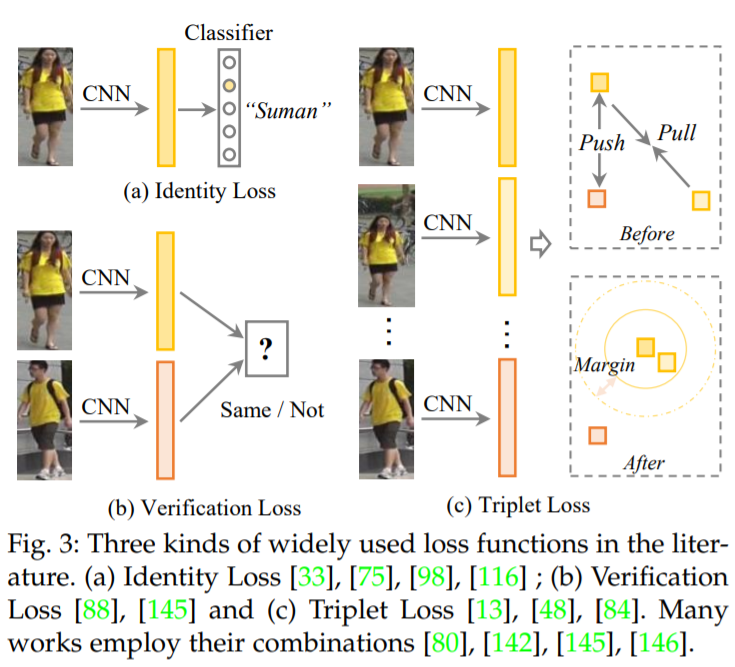 Classifier
CNN
"Suman"
(a) Identity Loss
CNN
CNN
?
Same / Not
(b) Verification Loss
CNN
CNN
CNN
Push
Pull
Before
Margin
After
(c) Triplet Loss
Fig. 3: Three kinds of widely used loss functions in the liter-
ature. (a) Identity Loss [33], [75], [98], [116] ; (b) Verification
Loss [88], [145] and (c) Triplet Loss [13], [48], [84]. Many
works employ their combinations [80], [142], [145], [146].